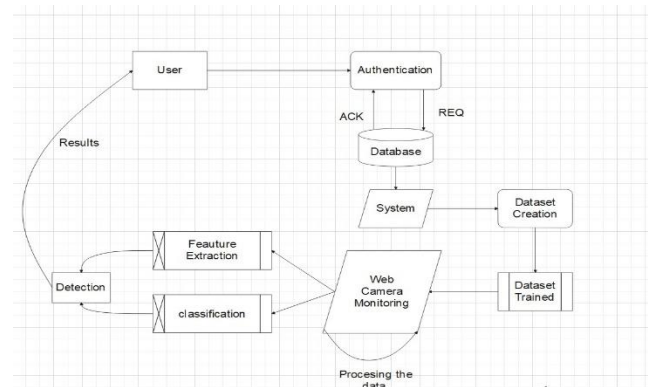 User
Authentication
ACK
REQ
Results
Database
System
Dataset
Creation
Feauture
Extraction
Web
Camera
Monitoring
Detection
Dataset
Trained
classification
Procesing the
data